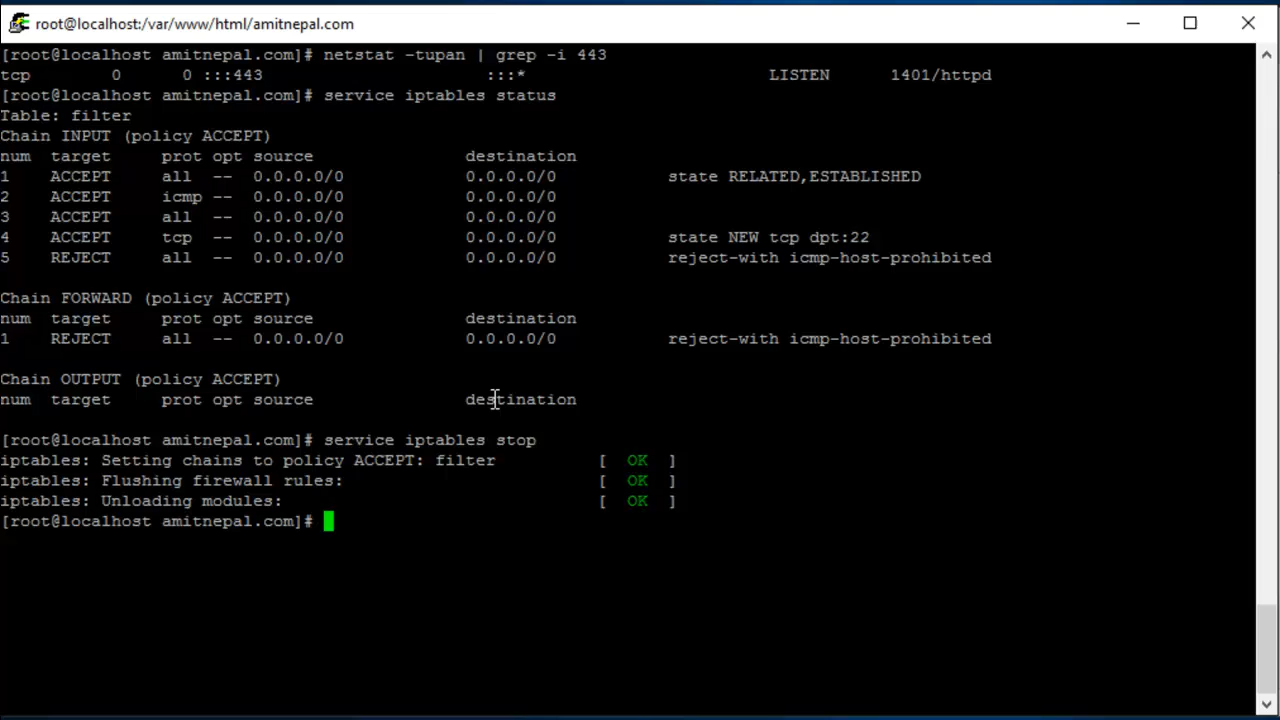 root@localhost:/var/www/html/amitnepal.com
[root@localhost amitnepal.com]# netstat -tupan | grep -i 443
tcp        0      0 :::443                      :::*                        LISTEN      1401/httpd
[root@localhost amitnepal.com]# service iptables status
Table: filter
Chain INPUT (policy ACCEPT)
num  target     prot opt source               destination
1    ACCEPT     all  --  0.0.0.0/0            0.0.0.0/0           state RELATED,ESTABLISHED
2    ACCEPT     icmp --  0.0.0.0/0            0.0.0.0/0
3    ACCEPT     all  --  0.0.0.0/0            0.0.0.0/0
4    ACCEPT     tcp  --  0.0.0.0/0            0.0.0.0/0           state NEW tcp dpt:22
5    REJECT     all  --  0.0.0.0/0            0.0.0.0/0           reject-with icmp-host-prohibited
Chain FORWARD (policy ACCEPT)
num  target     prot opt source               destination
1    REJECT     all  --  0.0.0.0/0            0.0.0.0/0           reject-with icmp-host-prohibited
Chain OUTPUT (policy ACCEPT)
num  target     prot opt source               destination
[root@localhost amitnepal.com]# service iptables stop
iptables: Setting chains to policy ACCEPT: filter          [  OK  ]
iptables: Flushing firewall rules:                         [  OK  ]
iptables: Unloading modules:                               [  OK  ]
[root@localhost amitnepal.com]#